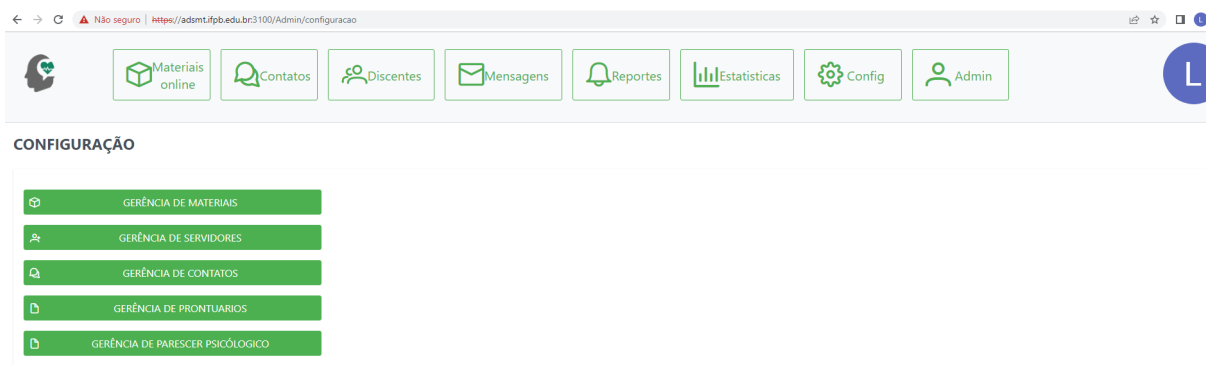 Não seguro | https://adsmt.ifpb.edu.br:3100/Admin/configuracao
L
Materiais
online
Contatos
Discentes
Mensagens
Reportes
Estatisticas
Config
Admin
L
CONFIGURAÇÃO
GERÊNCIA DE MATERIAIS
GERÊNCIA DE SERVIDORES
GERÊNCIA DE CONTATOS
GERÊNCIA DE PRONTUARIOS
GERÊNCIA DE PARESCER PSICÓLOGICO